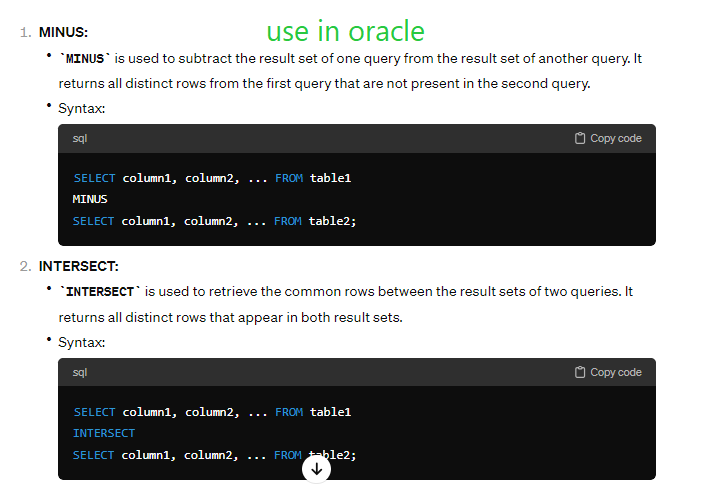 use in oracle
1. MINUS:
• `MINUS` is used to subtract the result set of one query from the result set of another query. It
returns all distinct rows from the first query that are not present in the second query.
• Syntax:
sql Copy code
SELECT column1, column2, ... FROM table1
MINUS
SELECT column1, column2, ... FROM table2;
2. INTERSECT:
• `INTERSECT` is used to retrieve the common rows between the result sets of two queries. It
returns all distinct rows that appear in both result sets.
• Syntax:
sql Copy code
SELECT column1, column2, ... FROM table1
INTERSECT
SELECT column1, column2, ... FROM table2;